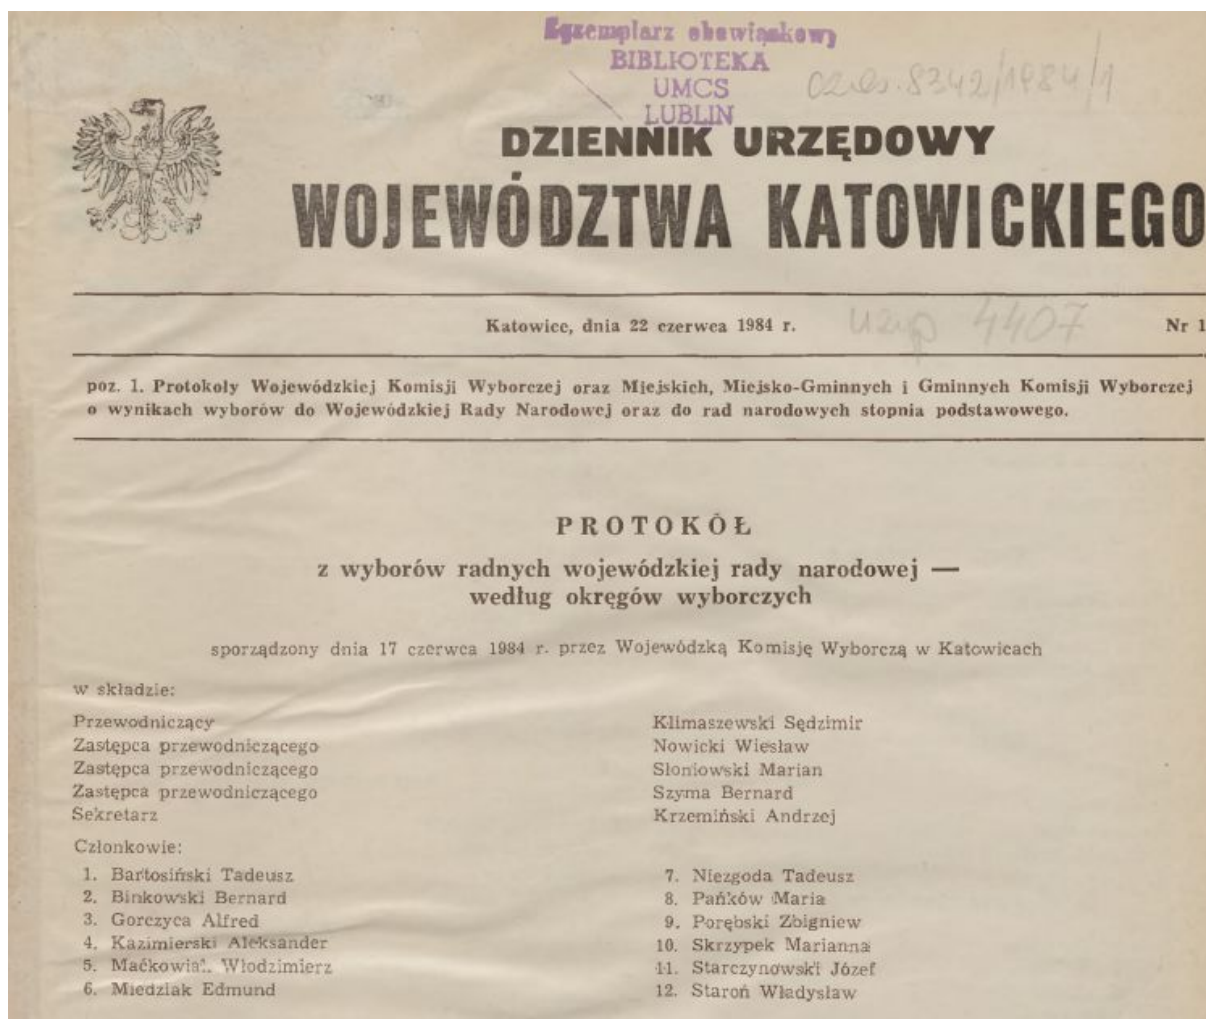 Egzemplarz obowiązkowy
BIBLIOTEKA
UMCS
LUBLIN
czas. 8342/1984/1
DZIENNIK URZĘDOWY
WOJEWÓDZTWA KATOWICKIEGO
Katowice, dnia 22 czerwca 1984 r.
4407
Nr 1
poz. 1. Protokoły Wojewódzkiej Komisji Wyborczej oraz Miejskich, Miejsko-Gminnych i Gminnych Komisji Wyborczej
o wynikach wyborów do Wojewódzkiej Rady Narodowej oraz do rad narodowych stopnia podstawowego.
PROTOKÓŁ
z wyborów radnych wojewódzkiej rady narodowej —
według okręgów wyborczych
sporządzony dnia 17 czerwca 1984 r. przez Wojewódzką Komisję Wyborczą w Katowicach
w składzie:
Przewodniczący Klimaszewski Sędzimir
Zastępca przewodniczącego Nowicki Wiesław
Zastępca przewodniczącego Słoniowski Marian
Zastępca przewodniczącego Szyma Bernard
Sekretarz Krzemiński Andrzej
Członkowie:
1. Bartosiński Tadeusz
2. Binkowski Bernard
3. Gorczyca Alfred
4. Kazimierski Aleksander
5. Maćkowiak Włodzimierz
6. Miedziak Edmund
7. Niezgoda Tadeusz
8. Pańków Maria
9. Porębski Zbigniew
10. Skrzypek Marianna
11. Starczynowski Józef
12. Staroń Władysław